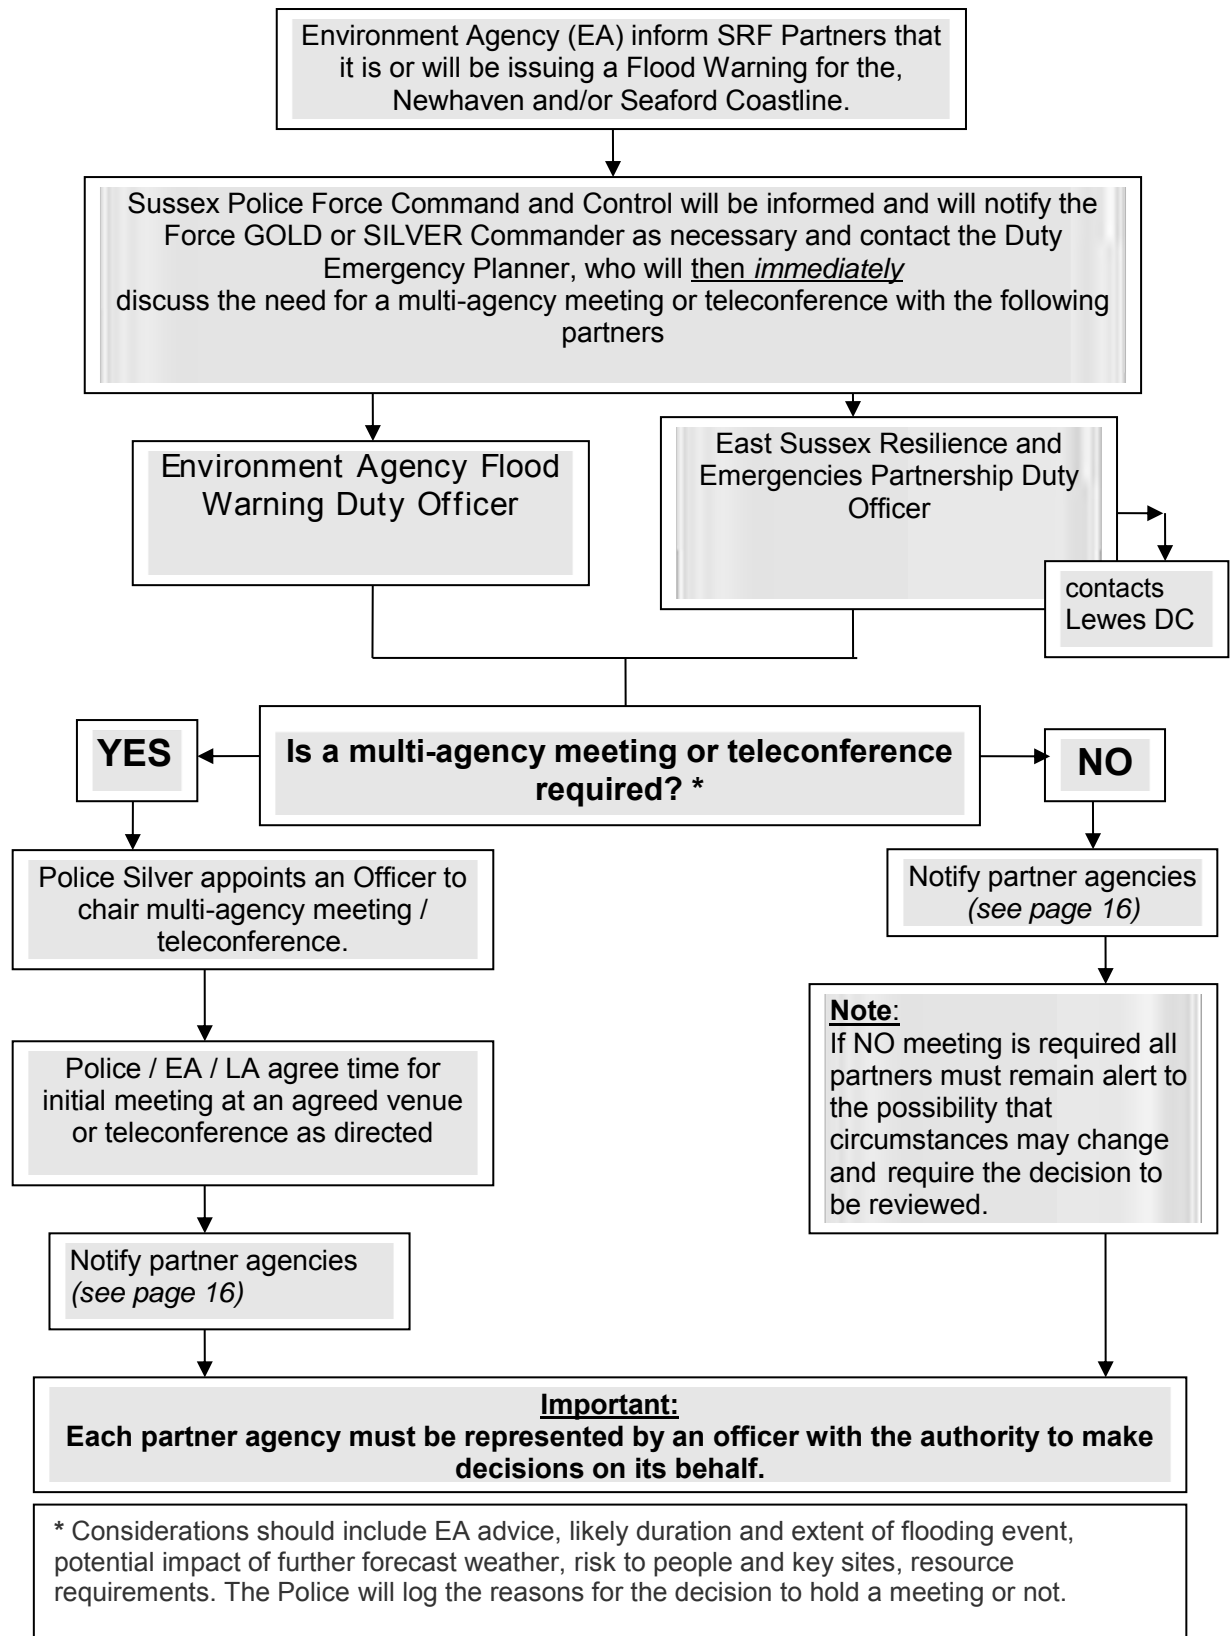 Environment Agency (EA) inform SRF Partners that
it is or will be issuing a Flood Warning for the,
Newhaven and/or Seaford Coastline.
Sussex Police Force Command and Control will be informed and will notify the
Force GOLD or SILVER Commander as necessary and contact the Duty
Emergency Planner, who will then immediately
discuss the need for a multi-agency meeting or teleconference with the following
partners
Environment Agency Flood
Warning Duty Officer
East Sussex Resilience and
Emergencies Partnership Duty
Officer
contacts
Lewes DC
YES
Is a multi-agency meeting or teleconference
required? *
NO
Police Silver appoints an Officer to
chair multi-agency meeting /
teleconference.
Police / EA / LA agree time for
initial meeting at an agreed venue
or teleconference as directed
Notify partner agencies
(see page 16)
Notify partner agencies
(see page 16)
Note:
If NO meeting is required all
partners must remain alert to
the possibility that
circumstances may change
and require the decision to
be reviewed.
Important:
Each partner agency must be represented by an officer with the authority to make
decisions on its behalf.
* Considerations should include EA advice, likely duration and extent of flooding event,
potential impact of further forecast weather, risk to people and key sites, resource
requirements. The Police will log the reasons for the decision to hold a meeting or not.